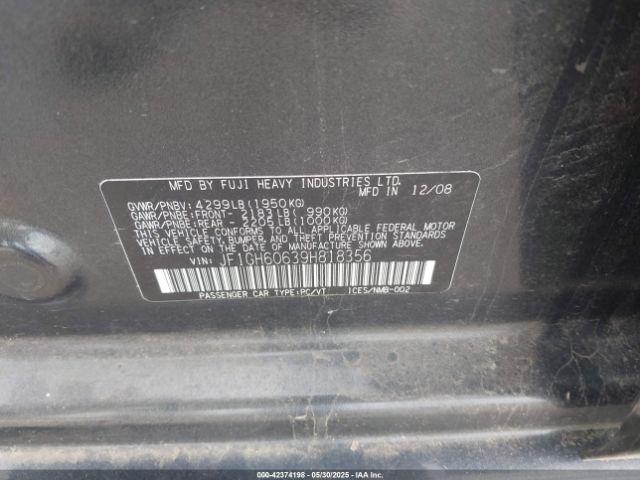 MFD BY FUJI HEAVY INDUSTRIES LTD.
MFD IN 12/08
GVWR/PNBV: 4299LB(1950KG)
GAWR/PNBE: FRONT- 2183LB( 990KG)
GAWR/PNBE: REAR - 2205LB(1000KG)
THIS VEHICLE CONFORMS TO ALL APPLICABLE FEDERAL MOTOR
VEHICLE SAFETY, BUMPER, AND THEFT PREVENTION STANDARDS
IN EFFECT ON THE DATE OF MANUFACTURE SHOWN ABOVE.
VIN: JF1GH60639H818356
PASSENGER CAR TYPE:PC/VT ICES/NMB-002
000-42374198 - 05/30/2025 - IAAI.COM